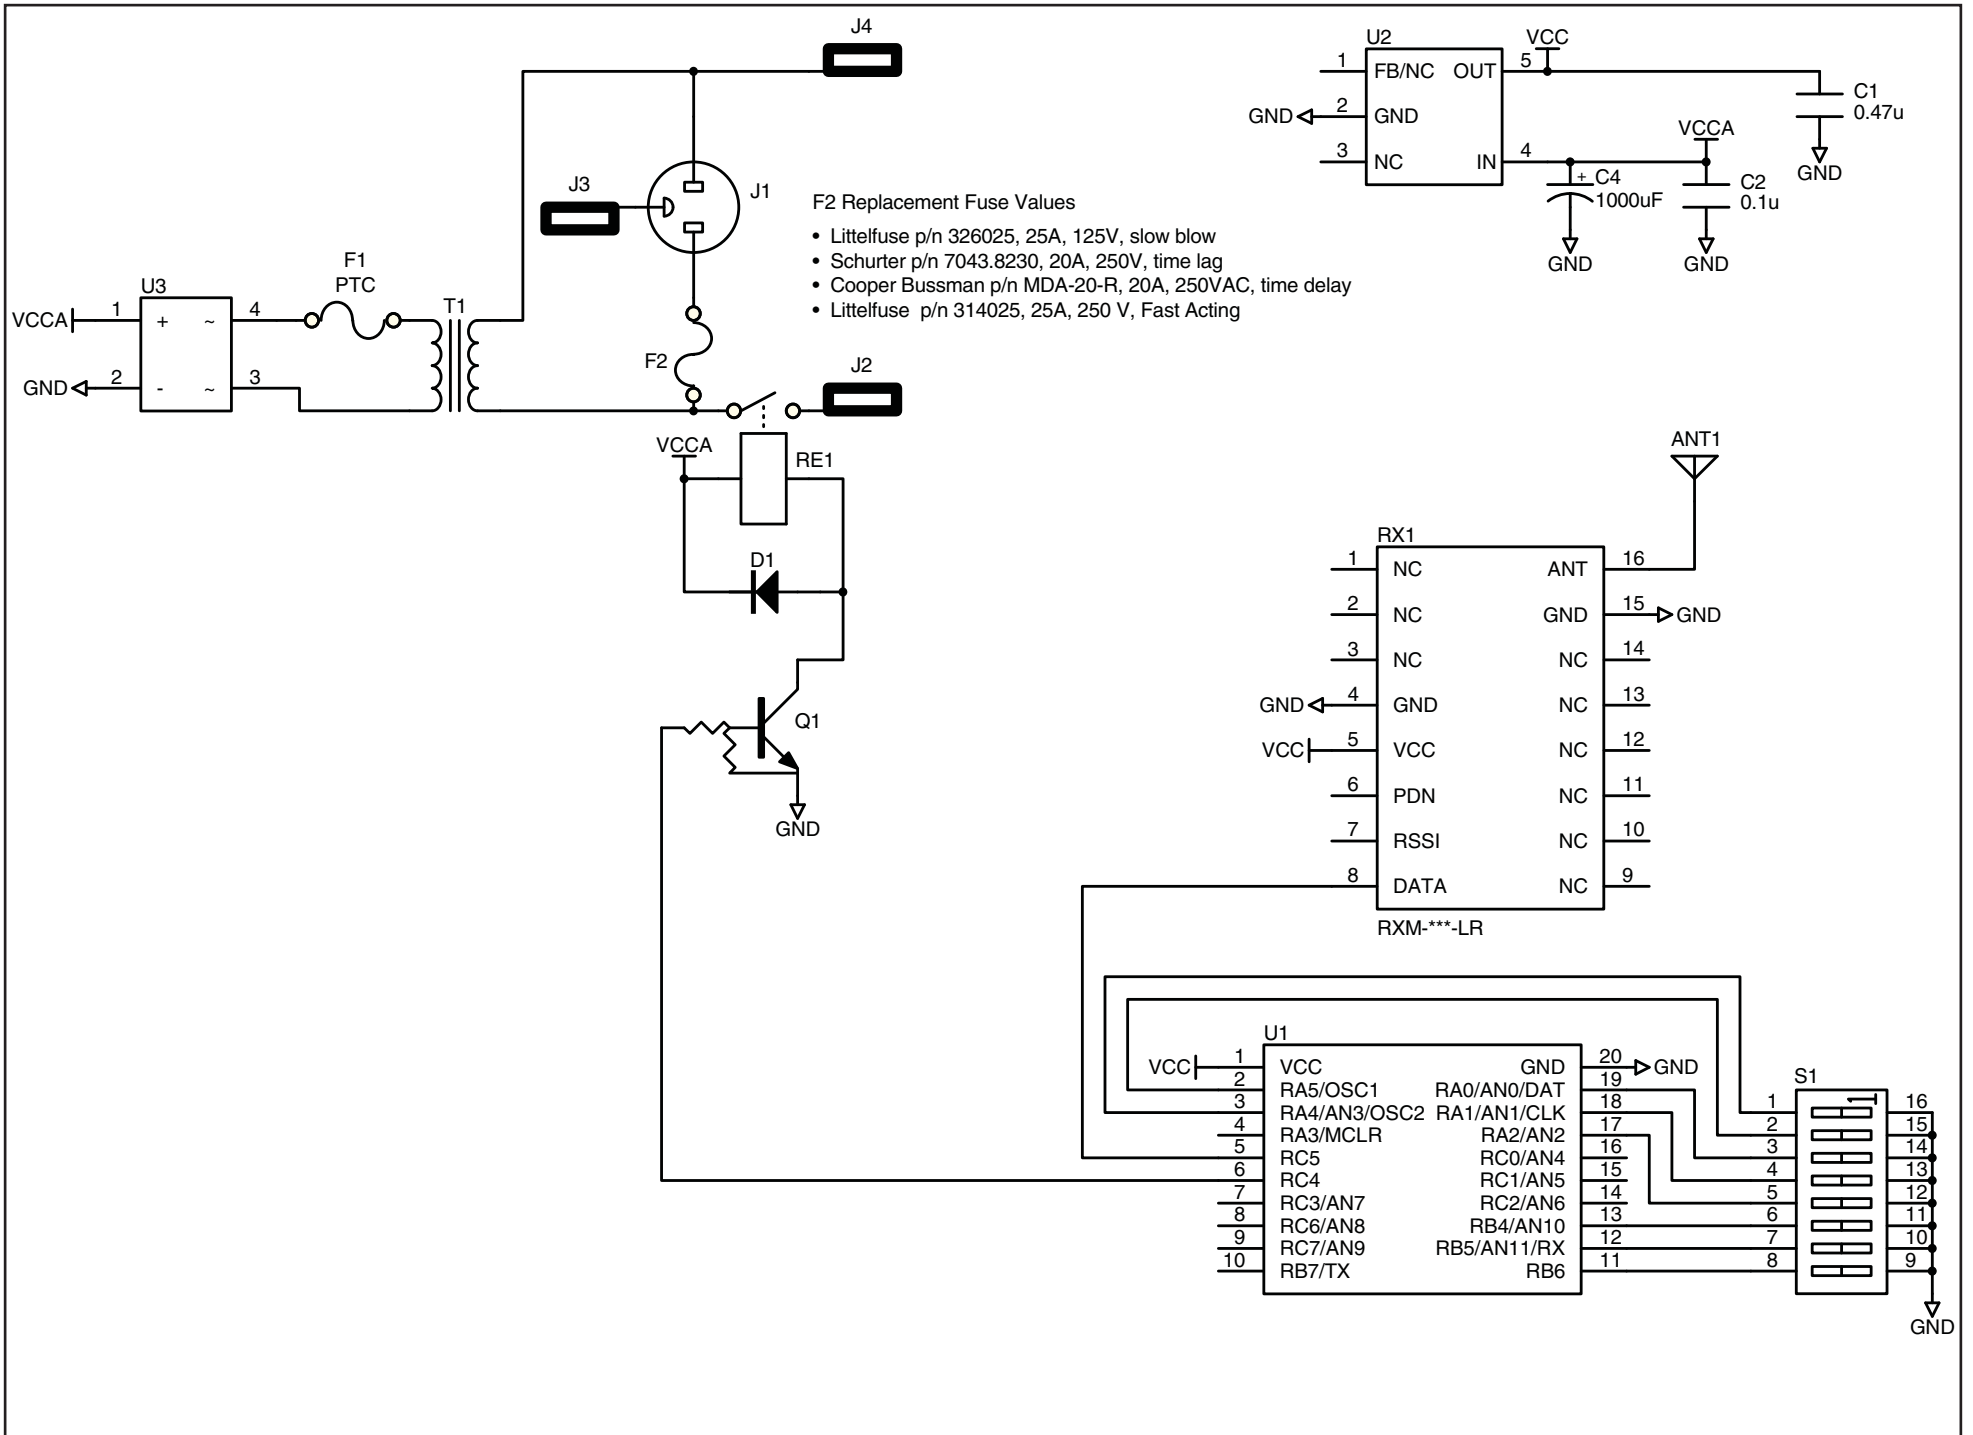 J4
J3
J1
F2 Replacement Fuse Values
• Littelfuse p/n 326025, 25A, 125V, slow blow
• Schurter p/n 7043.8230, 20A, 250V, time lag
• Cooper Bussman p/n MDA-20-R, 20A, 250VAC, time delay
• Littelfuse p/n 314025, 25A, 250 V, Fast Acting
F1
PTC
U3
T1
VCCA 1 + ~ 4
GND 2 - ~ 3
F2
J2
VCCA
RE1
D1
Q1
GND
U2
VCC
1 FB/NC OUT 5
GND 2 GND
3 NC IN 4
C1
0.47u
GND
VCCA
+ C4
1000uF
GND
C2
0.1u
GND
ANT1
RX1
1 NC ANT 16
2 NC GND 15 GND
3 NC NC 14
GND 4 GND NC 13
VCC 5 VCC NC 12
6 PDN NC 11
7 RSSI NC 10
8 DATA NC 9
RXM-***-LR
U1
VCC 1 VCC GND 20 GND
2 RA5/OSC1 RA0/AN0/DAT 19
3 RA4/AN3/OSC2 RA1/AN1/CLK 18
4 RA3/MCLR RA2/AN2 17
5 RC5 RC0/AN4 16
6 RC4 RC1/AN5 15
7 RC3/AN7 RC2/AN6 14
8 RC6/AN8 RB4/AN10 13
9 RC7/AN9 RB5/AN11/RX 12
10 RB7/TX RB6 11
S1
1 1 16
2 15
3 14
4 13
5 12
6 11
7 10
8 9
GND